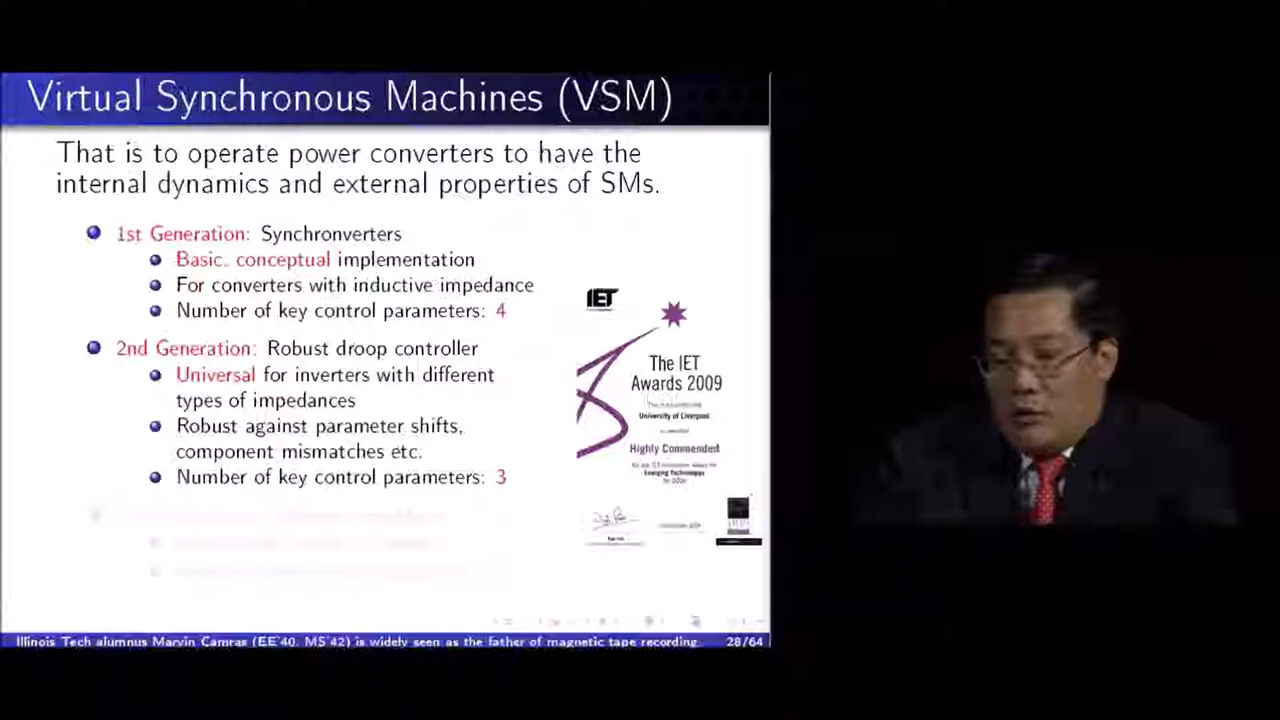 Virtual Synchronous Machines (VSM)
That is to operate power converters to have the
internal dynamics and external properties of SMs.
1st Generation: Synchronverters
Basic, conceptual implementation
For converters with inductive impedance
Number of key control parameters: 4
2nd Generation: Robust droop controller
Universal for inverters with different
types of impedances
Robust against parameter shifts,
component mismatches etc.
Number of key control parameters: 3
IET
The IET
Awards 2009
University of Liverpool
Highly Commended
Emerging Technologies
Illinois Tech alumnus Marvin Camras (EE'40, MS'42) is widely seen as the father of magnetic tape recording. 28/64